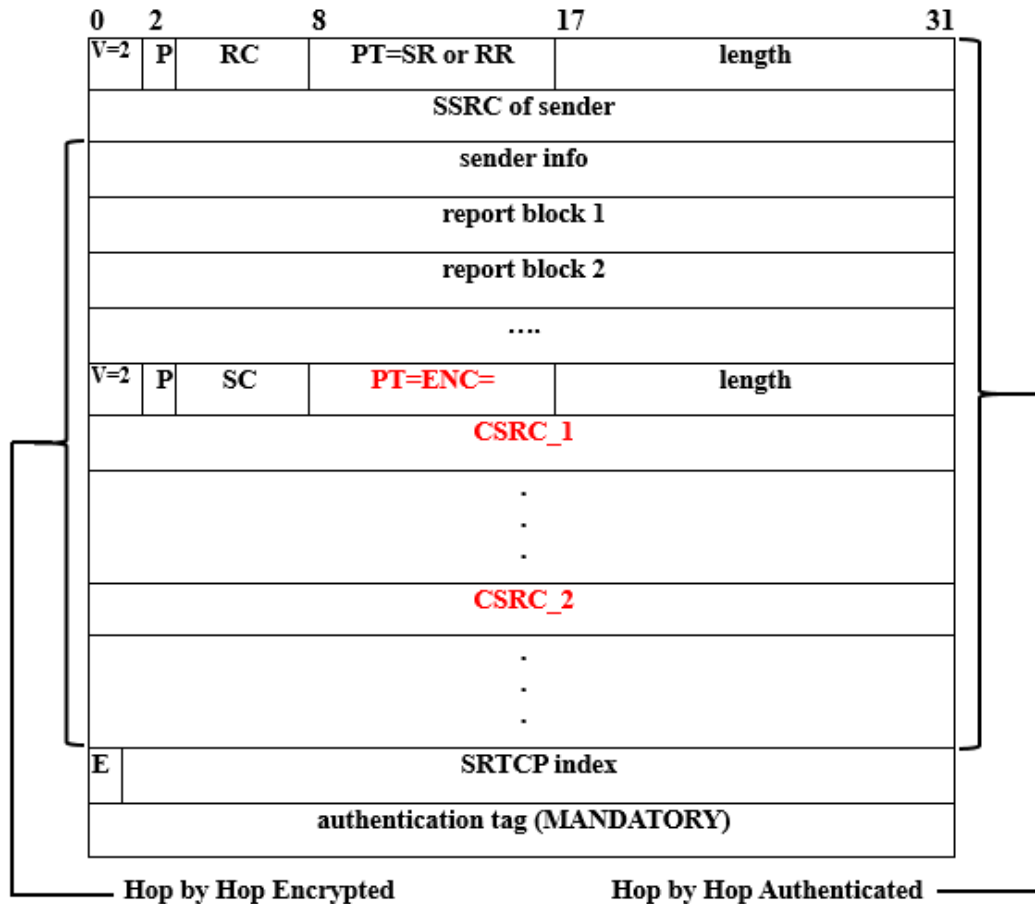 0 2 8 17 31
V=2 P RC PT=SR or RR length
SSRC of sender
sender info
report block 1
report block 2
....
V=2 P SC PT=ENC= length
CSRC_1
.
.
.
CSRC_2
.
.
.
E SRTCP index
authentication tag (MANDATORY)
Hop by Hop Encrypted Hop by Hop Authenticated